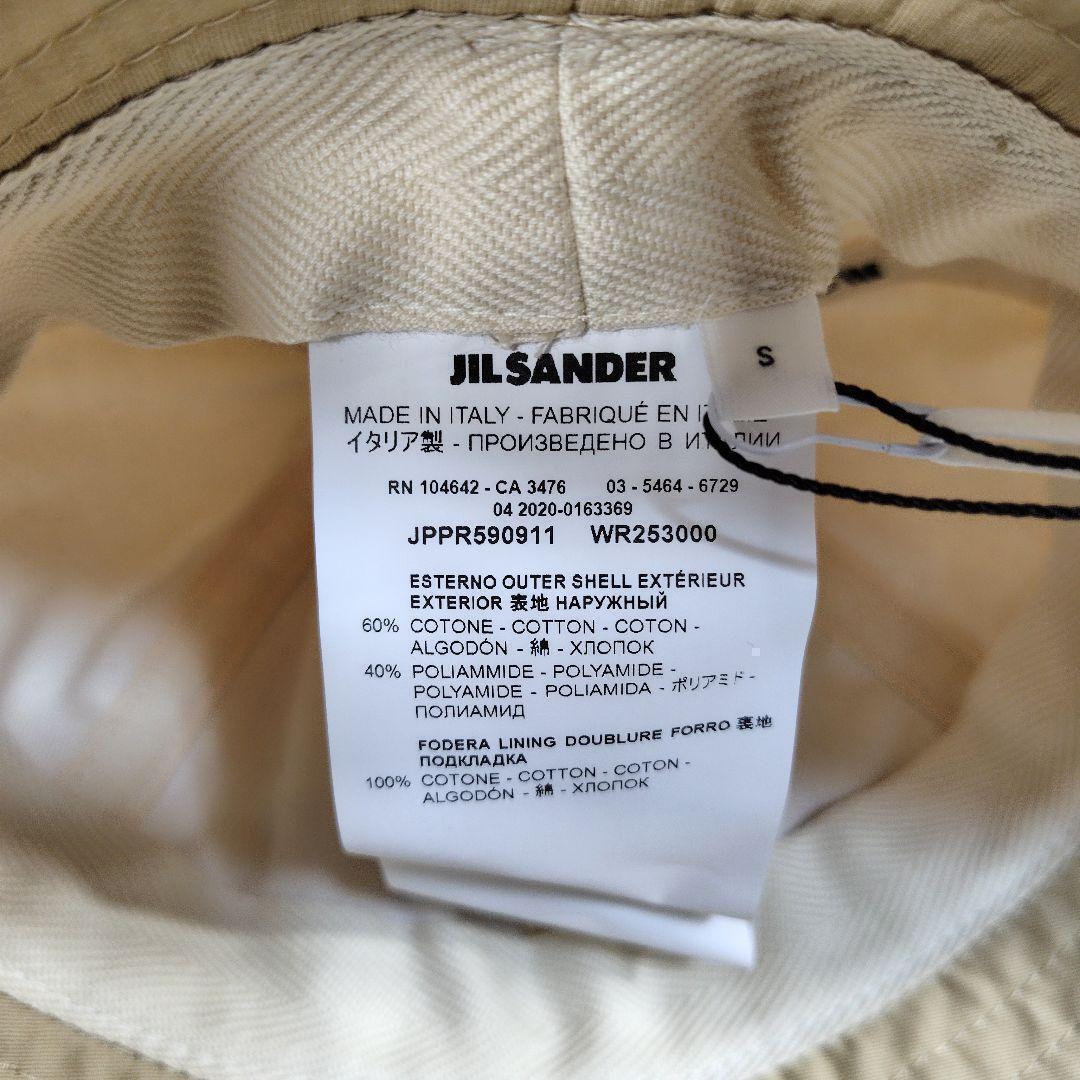 JIL SANDER
S
MADE IN ITALY - FABRIQUÉ EN
イタリア製 - ПРОИЗВЕДЕНО В ИТАЛИИ
RN 104642 - CA 3476 03 - 5464 - 6729
04 2020-0163369
JPPR590911 WR253000
ESTERNO OUTER SHELL EXTÉRIEUR
EXTERIOR 表地 НАРУЖНЫЙ
60% COTONE - COTTON - COTON -
ALGODÓN - 綿 - ХЛОПОК
40% POLIAMMIDE - POLYAMIDE -
POLYAMIDE - POLIAMIDA - ポリアミド -
ПОЛИАМИД
FODERA LINING DOUBLURE FORRO 裏地
ПОДКЛАДКА
100% COTONE - COTTON - COTON -
ALGODÓN - 綿 - ХЛОПОК